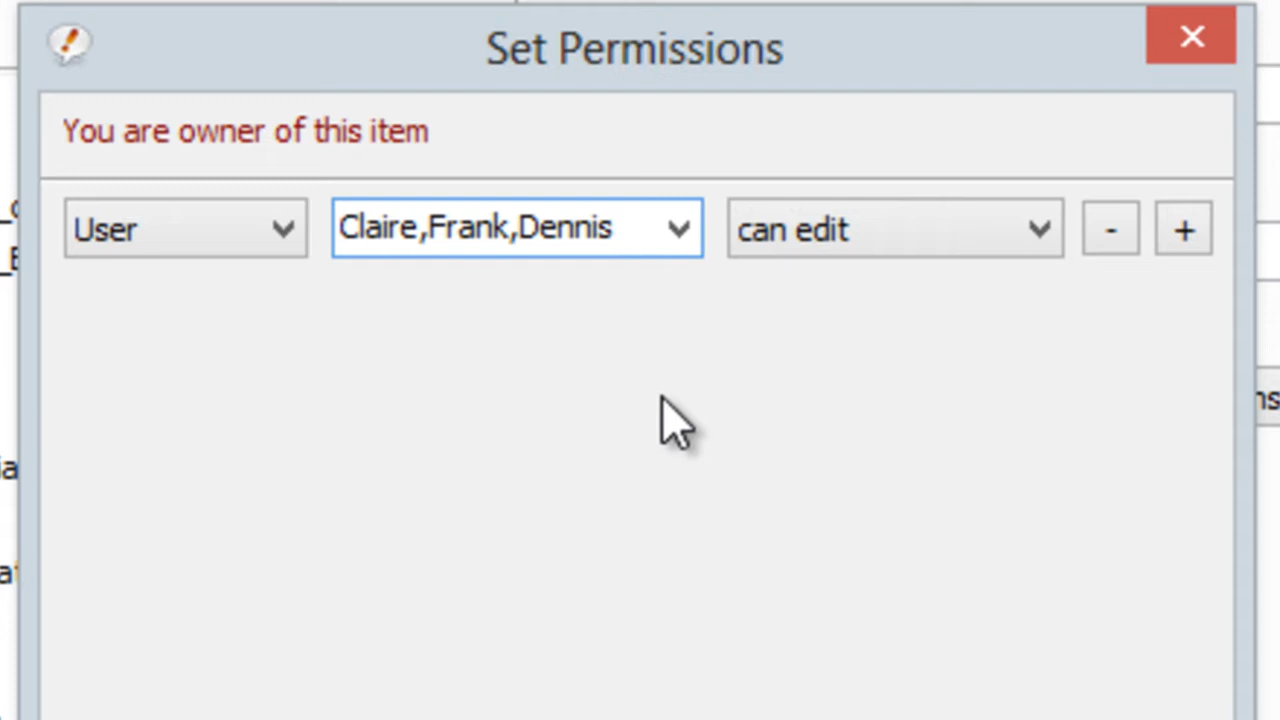 Set Permissions
You are owner of this item
User Claire,Frank,Dennis can edit - +